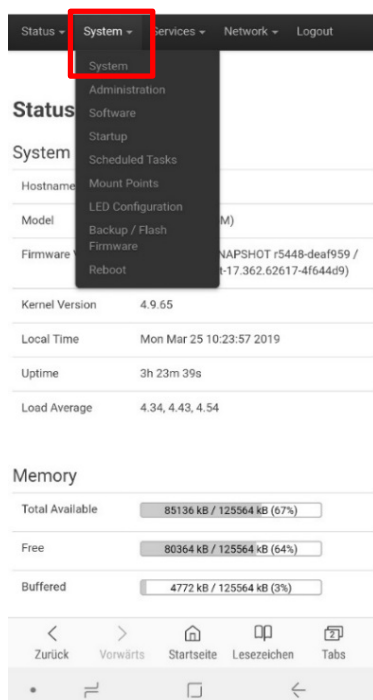 Status System Services Network Logout
System
Administration
Software
Startup
Scheduled Tasks
Mount Points
LED Configuration
Backup / Flash
Firmware
Reboot
Status
System
Hostname
Model M)
Firmware NAPSHOT r5448-deaf959 /
t-17.362.62617-4f644d9)
Kernel Version 4.9.65
Local Time Mon Mar 25 10:23:57 2019
Uptime 3h 23m 39s
Load Average 4.34, 4.43, 4.54
Memory
Total Available 85136 kB / 125564 kB (67%)
Free 80364 kB / 125564 kB (64%)
Buffered 4772 kB / 125564 kB (3%)
Zurück Vorwärts Startseite Lesezeichen Tabs
2